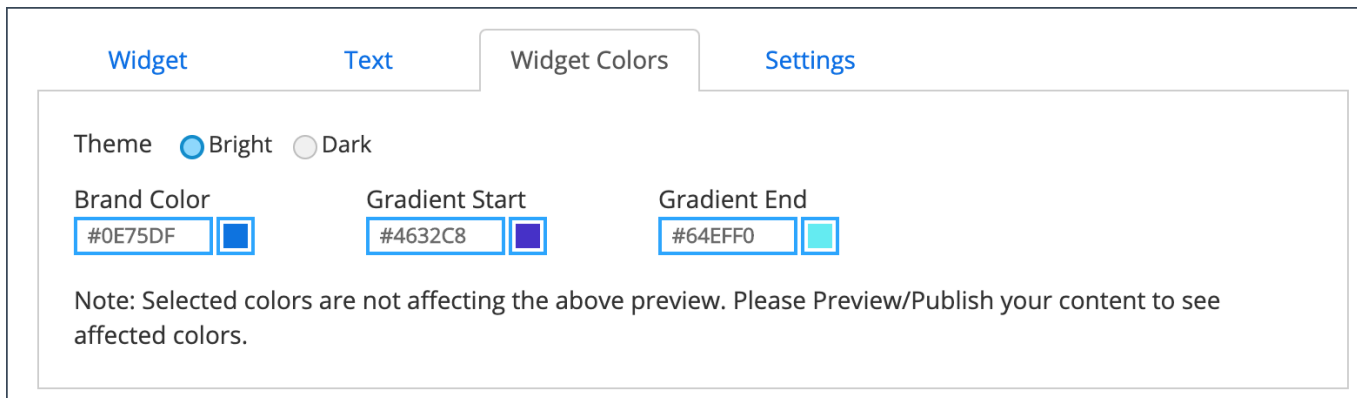 Widget Text Widget Colors Settings
Theme Bright Dark
Brand Color Gradient Start Gradient End
#0E75DF #4632C8 #64EFF0
Note: Selected colors are not affecting the above preview. Please Preview/Publish your content to see
affected colors.